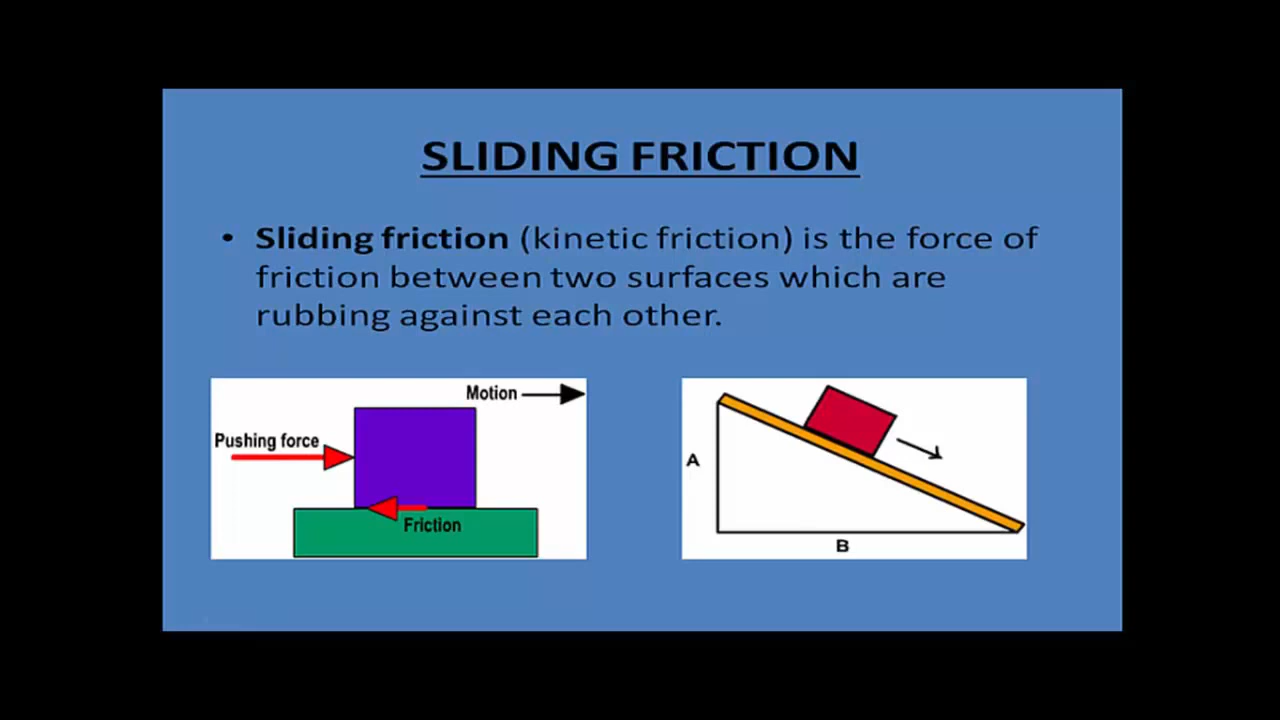 SLIDING FRICTION
• Sliding friction (kinetic friction) is the force of
friction between two surfaces which are
rubbing against each other.
Motion
Pushing force
Friction
A
B